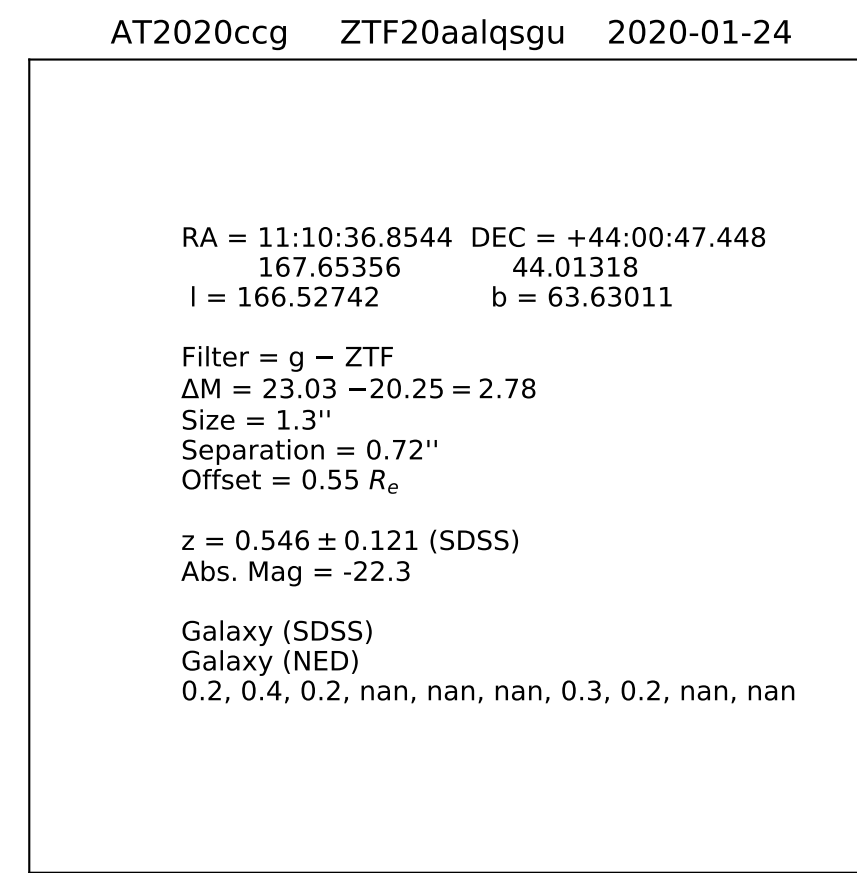 AT2020ccg ZTF20aalqsgu 2020-01-24
RA = 11:10:36.8544 DEC = +44:00:47.448
167.65356 44.01318
l = 166.52742 b = 63.63011
Filter = g − ZTF
ΔM = 23.03 −20.25 = 2.78
Size = 1.3''
Separation = 0.72''
Offset = 0.55 Re
z = 0.546 ± 0.121 (SDSS)
Abs. Mag = -22.3
Galaxy (SDSS)
Galaxy (NED)
0.2, 0.4, 0.2, nan, nan, nan, 0.3, 0.2, nan, nan